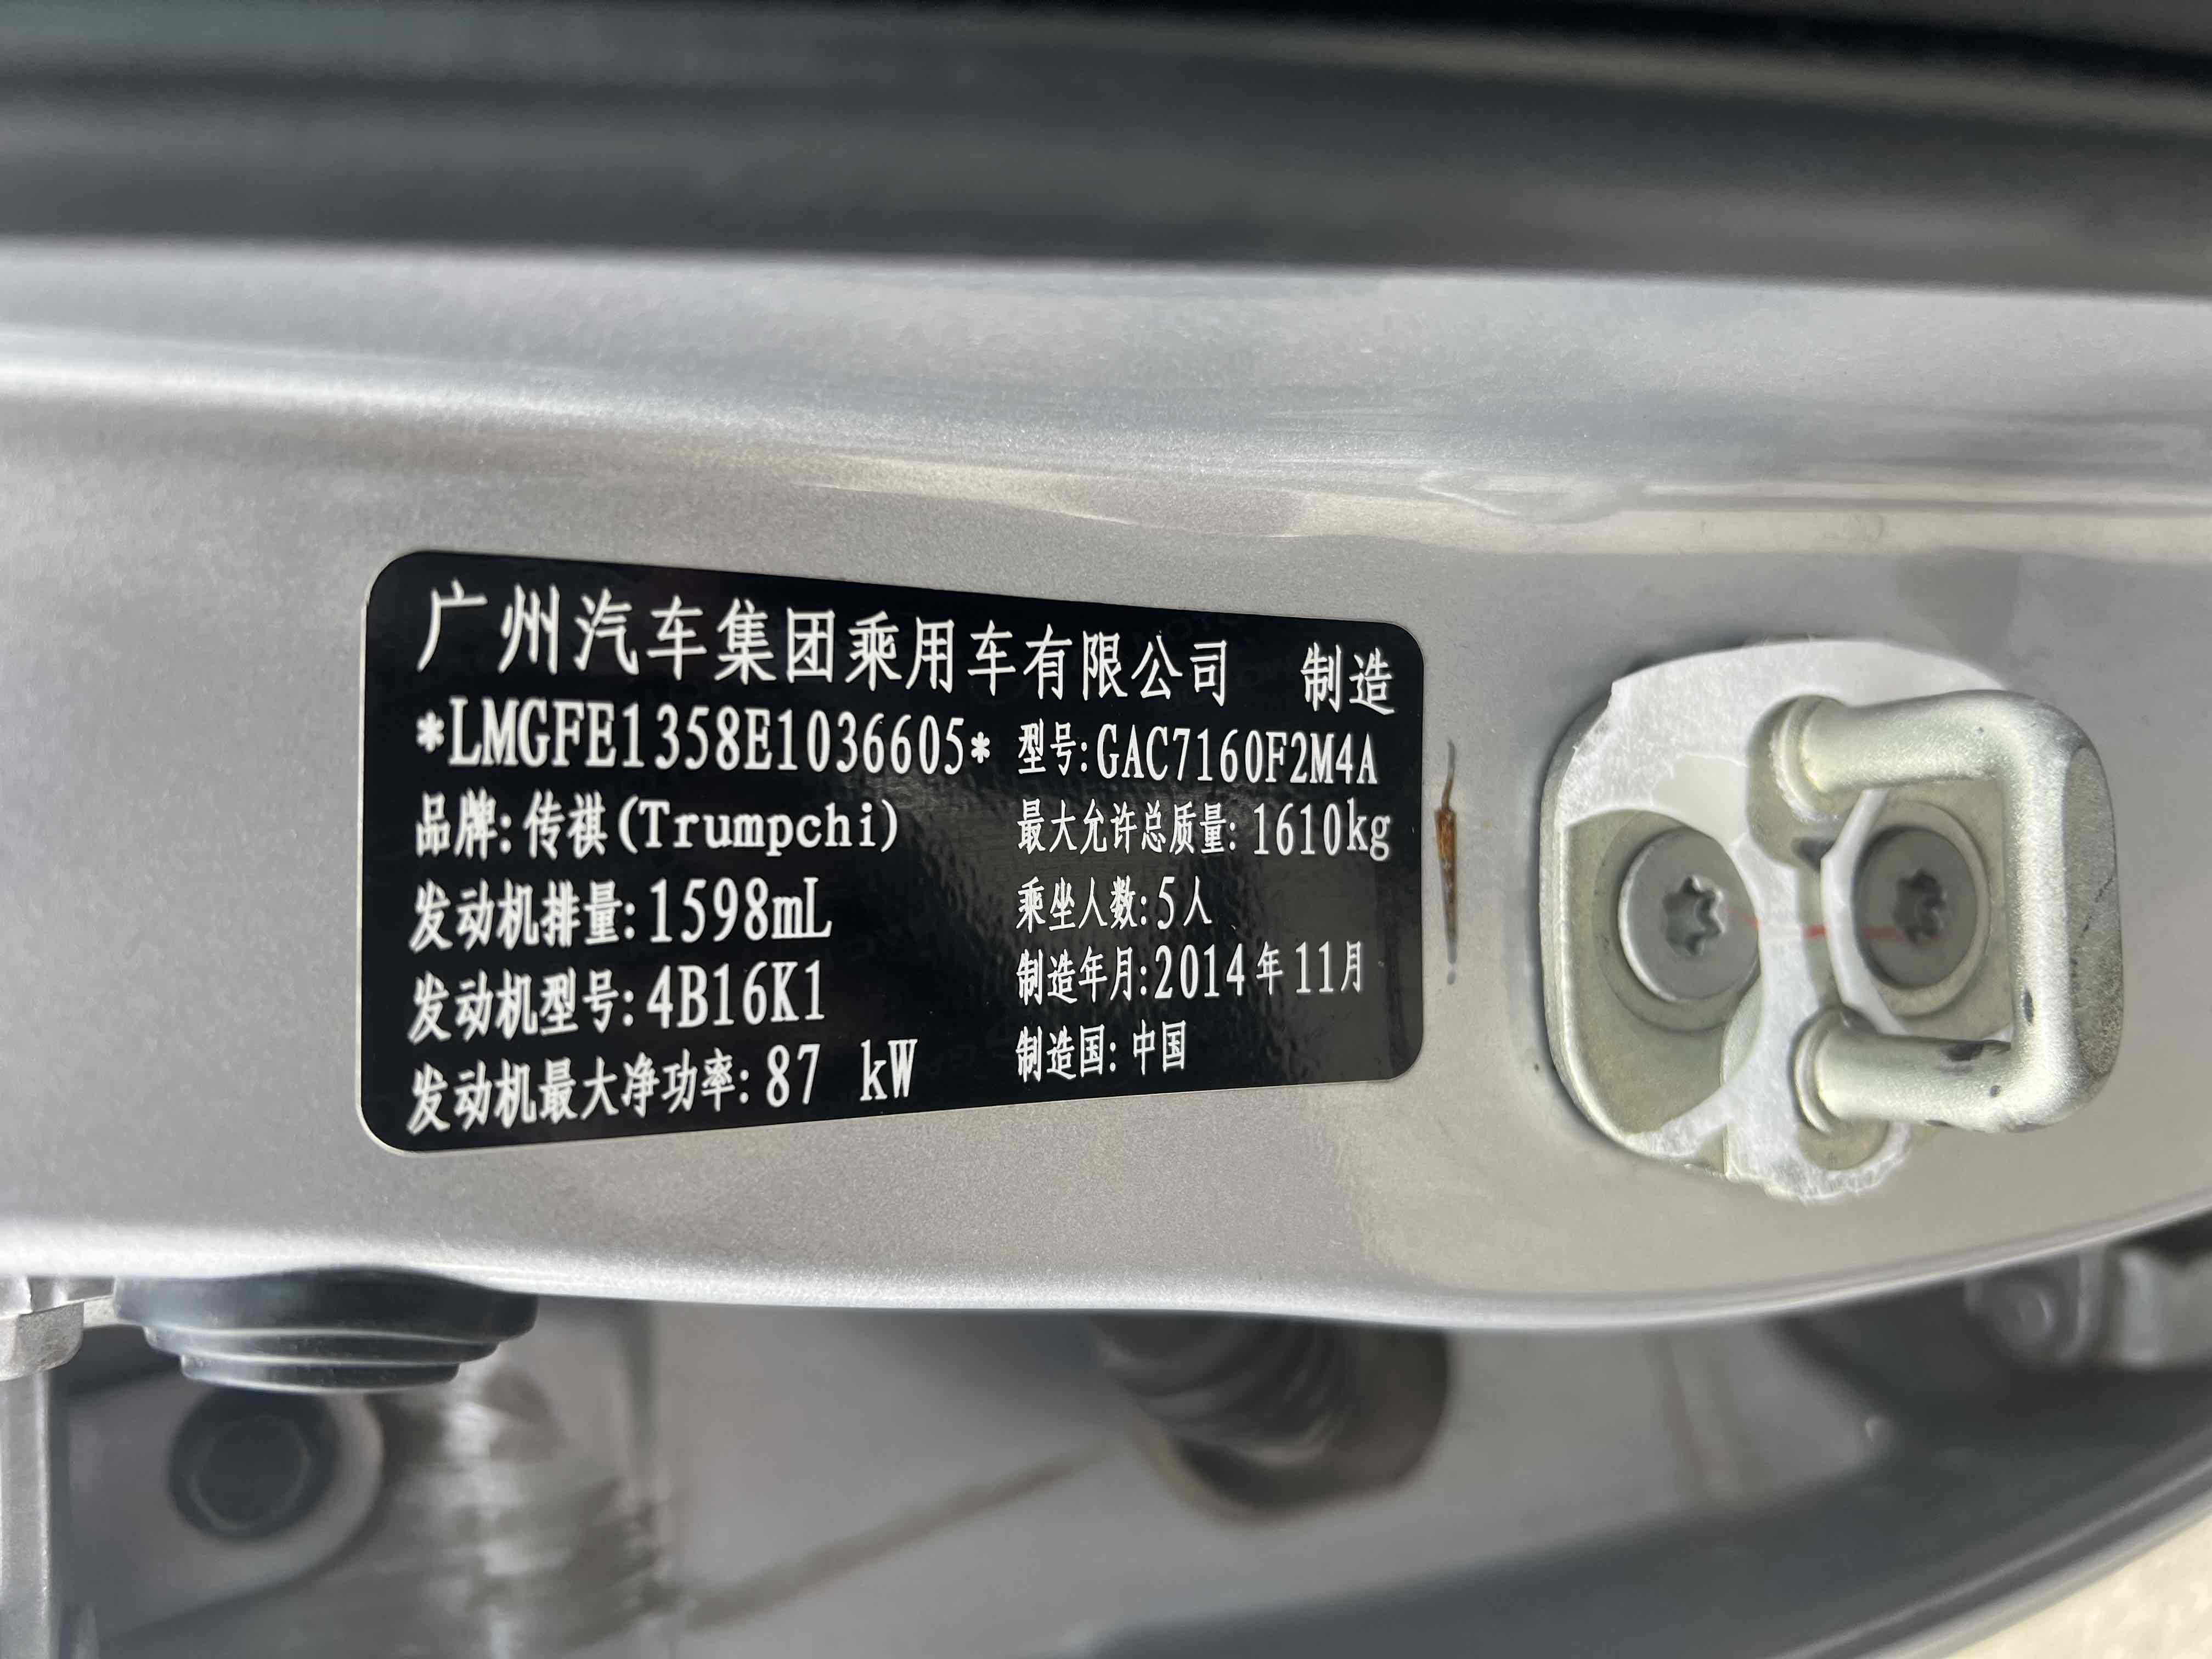 广州汽车集团乘用车有限公司 制造
*LMGFE1358E1036605* 型号:GAC7160F2M4A
品牌:传祺(Trumpchi) 最大允许总质量:1610kg
发动机排量:1598mL 乘坐人数:5人
发动机型号:4B16K1 制造年月:2014年11月
发动机最大净功率:87 kW 制造国:中国